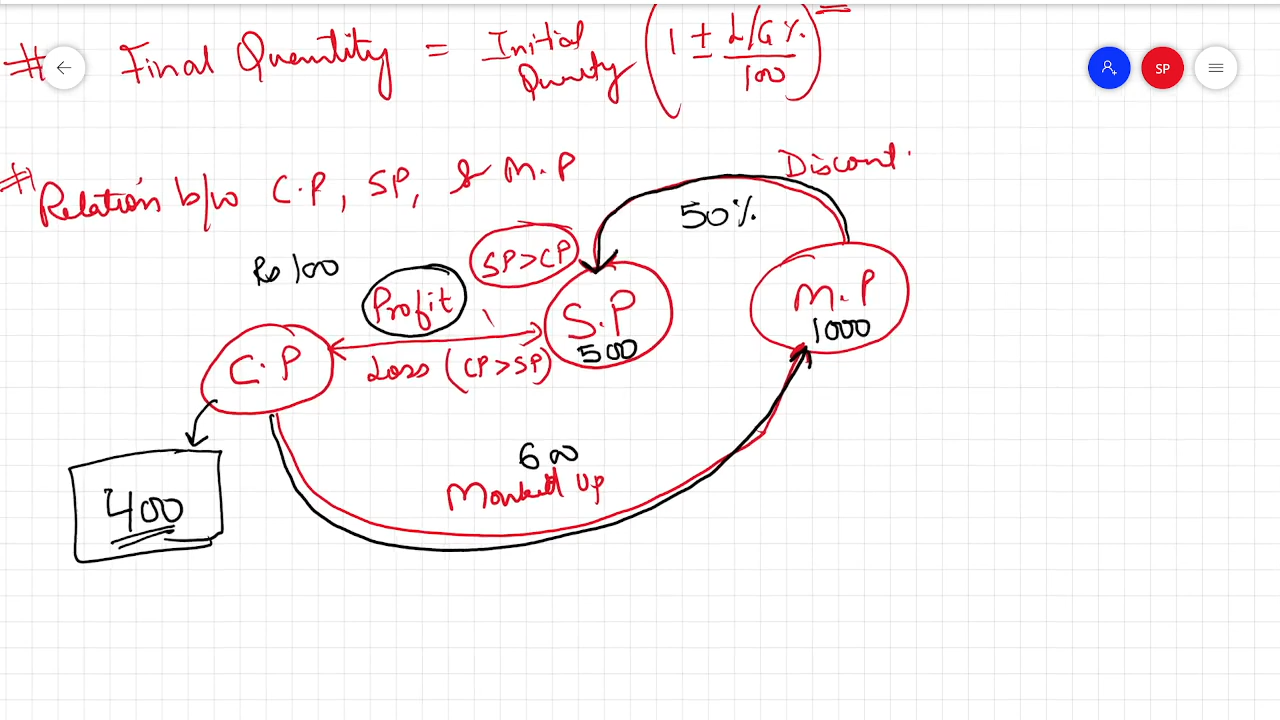 # Final Quantity = Initial Quantity (1 ± L/G % / 100)
SP
# Relation b/w C.P, SP, & M.P
Discont.
50%
Rs 100
SP>CP
Profit
S.P
500
M.P
1000
C.P
Loss (CP>SP)
600
Marked Up
400